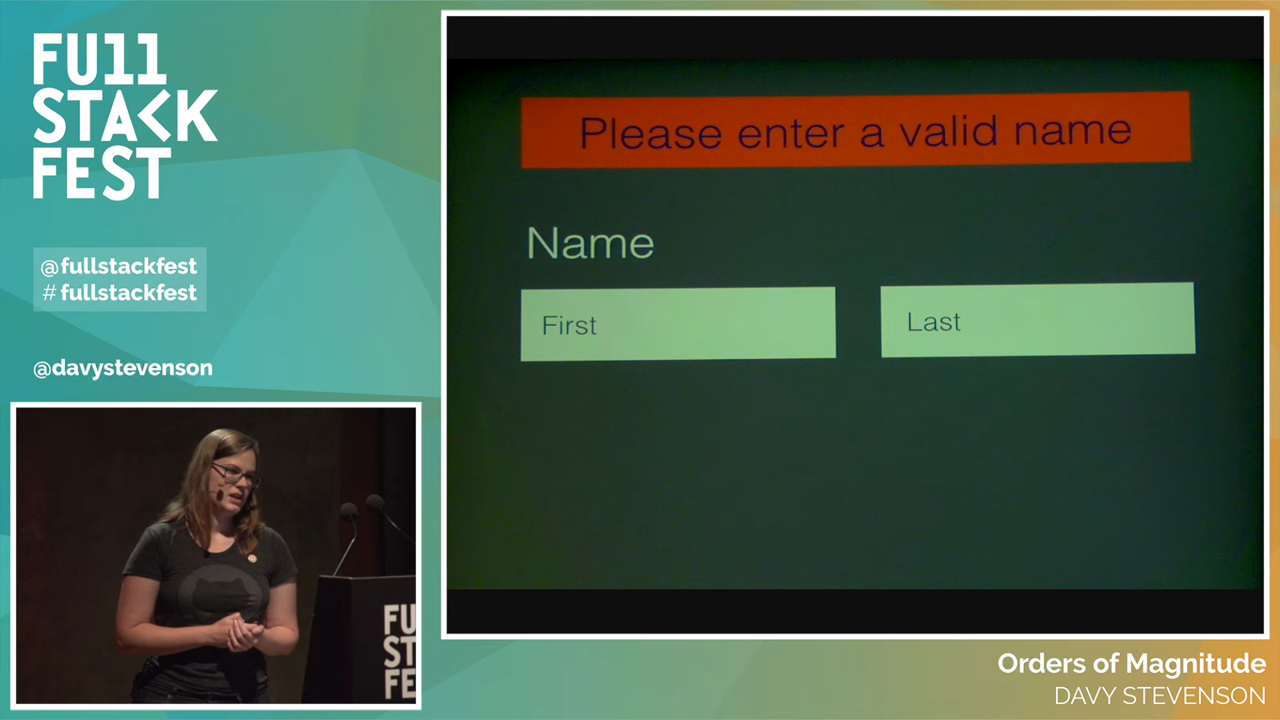 FU11
STACK
FEST
@fullstackfest
# fullstackfest
@davystevenson
Please enter a valid name
Name
First
Last
FU
ST
FE
Orders of Magnitude
DAVY STEVENSON